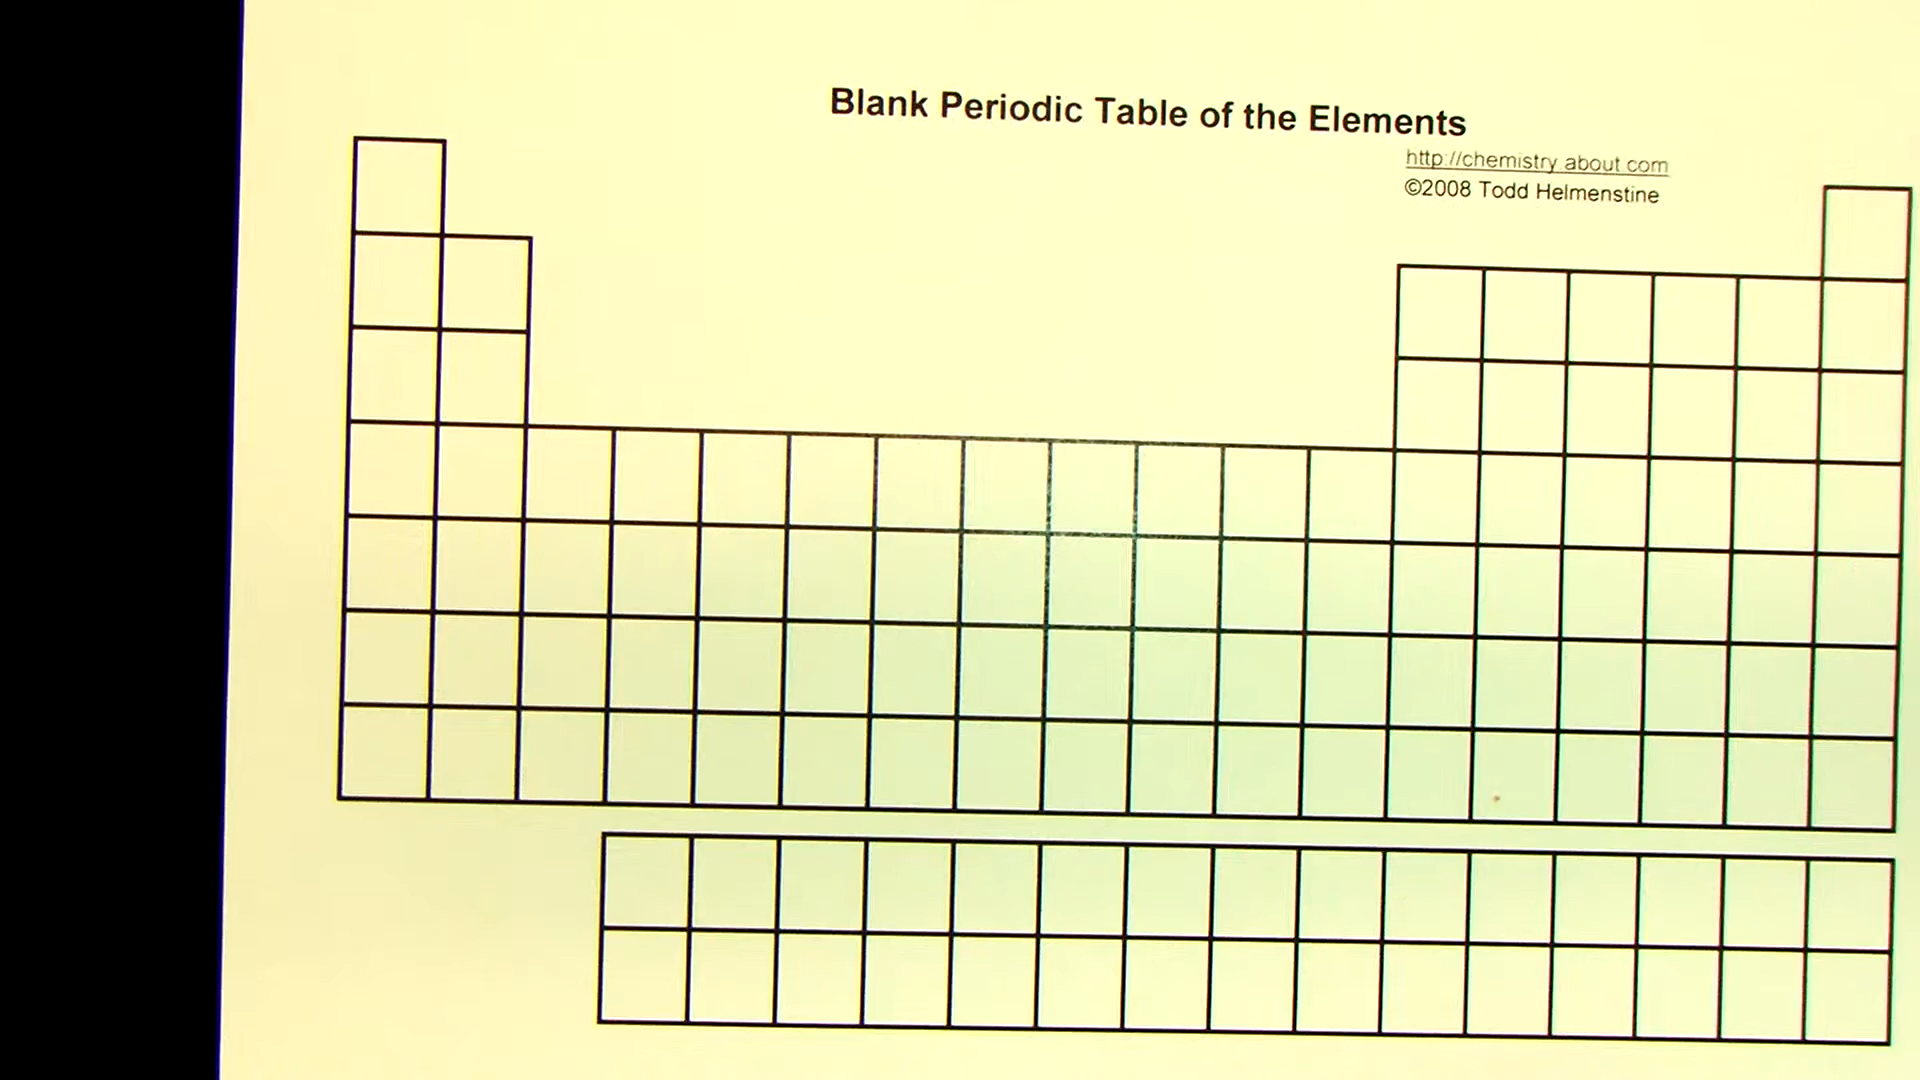 Blank Periodic Table of the Elements
http://chemistry.about.com
©2008 Todd Helmenstine